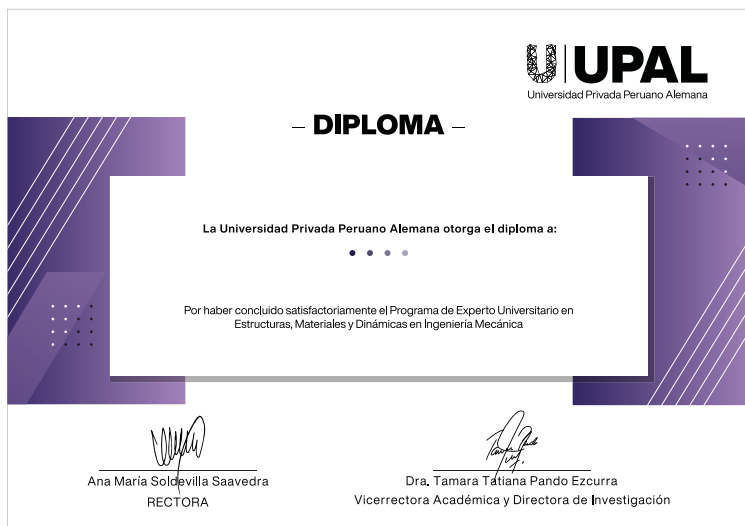 UPAL
Universidad Privada Peruano Alemana
– DIPLOMA –
La Universidad Privada Peruano Alemana otorga el diploma a:
Por haber concluido satisfactoriamente el Programa de Experto Universitario en
Estructuras, Materiales y Dinámicas en Ingeniería Mecánica
Ana María Soldevilla Saavedra
RECTORA
Dra. Tamara Tatiana Pando Ezcurra
Vicerrectora Académica y Directora de Investigación